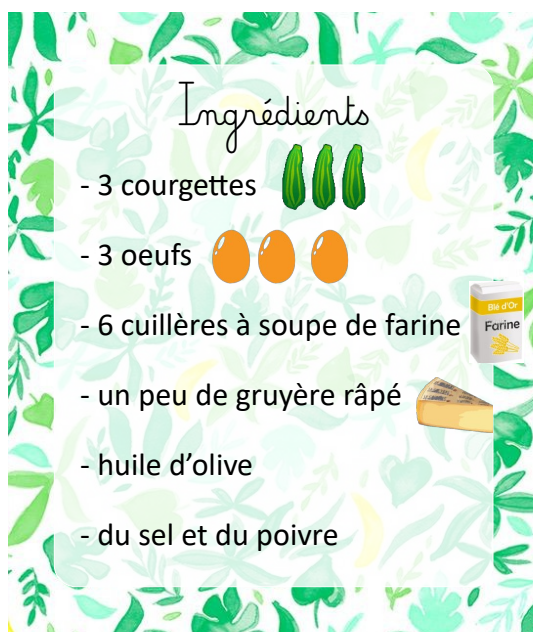 Ingrédients
- 3 courgettes
- 3 oeufs
- 6 cuillères à soupe de farine
Blé d'Or
Farine
- un peu de gruyère râpé
- huile d’olive
- du sel et du poivre